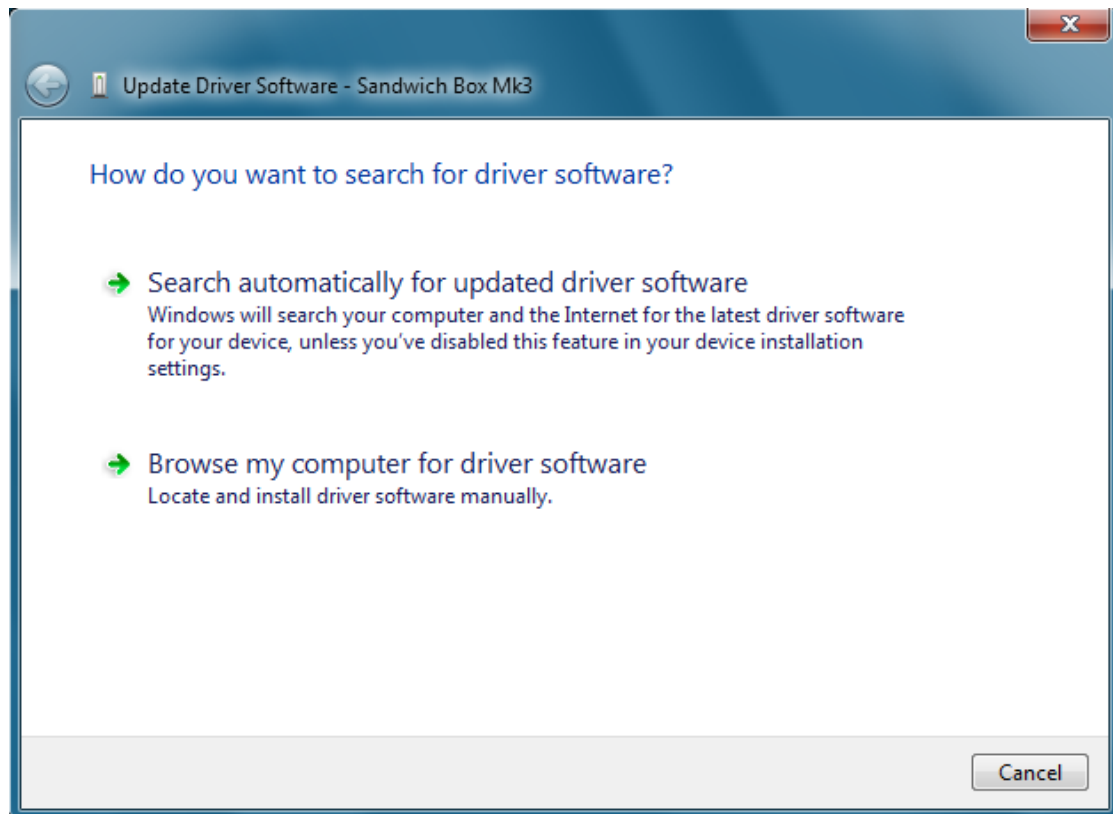 x
Update Driver Software - Sandwich Box Mk3
How do you want to search for driver software?
Search automatically for updated driver software
Windows will search your computer and the Internet for the latest driver software
for your device, unless you've disabled this feature in your device installation
settings.
Browse my computer for driver software
Locate and install driver software manually.
Cancel